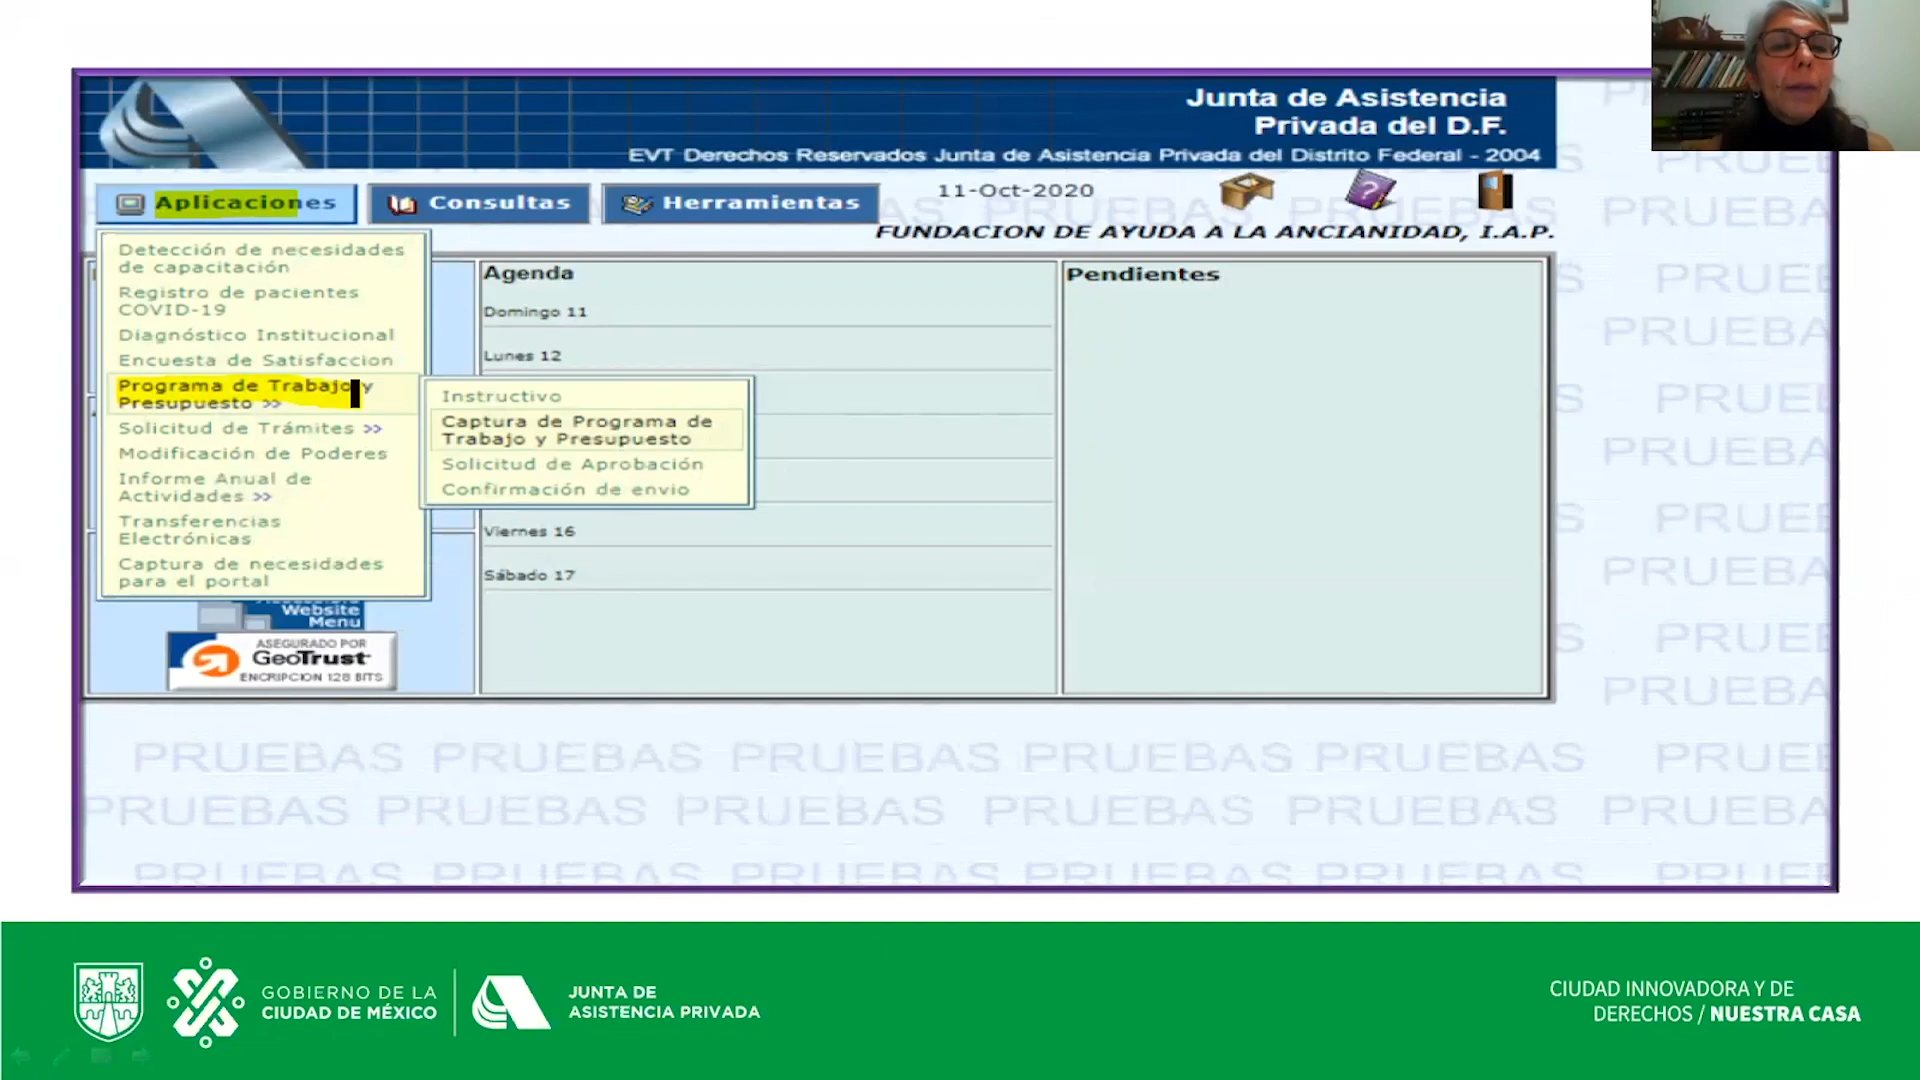 Junta de Asistencia
Privada del D.F.
EVT Derechos Reservados Junta de Asistencia Privada del Distrito Federal - 2004
Aplicaciones
Consultas
Herramientas
11-Oct-2020
FUNDACION DE AYUDA A LA ANCIANIDAD, I.A.P.
Detección de necesidades
de capacitación
Registro de pacientes
COVID-19
Diagnóstico Institucional
Encuesta de Satisfaccion
Programa de Trabajo y
Presupuesto >>
Solicitud de Trámites >>
Modificación de Poderes
Informe Anual de
Actividades >>
Transferencias
Electrónicas
Captura de necesidades
para el portal
Instructivo
Captura de Programa de
Trabajo y Presupuesto
Solicitud de Aprobación
Confirmación de envio
Agenda
Domingo 11
Lunes 12
Viernes 16
Sábado 17
Pendientes
Website
Menu
ASEGURADO POR
GeoTrust
ENCRIPCION 128 BITS
PRUEBAS PRUEBAS PRUEBAS PRUEBAS PRUEBAS
PRUEBAS PRUEBAS PRUEBAS PRUEBAS PRUEBAS
PRUEBAS PRUEBAS PRUEBAS PRUEBAS PRUEBAS
GOBIERNO DE LA
CIUDAD DE MÉXICO
JUNTA DE
ASISTENCIA PRIVADA
CIUDAD INNOVADORA Y DE
DERECHOS / NUESTRA CASA